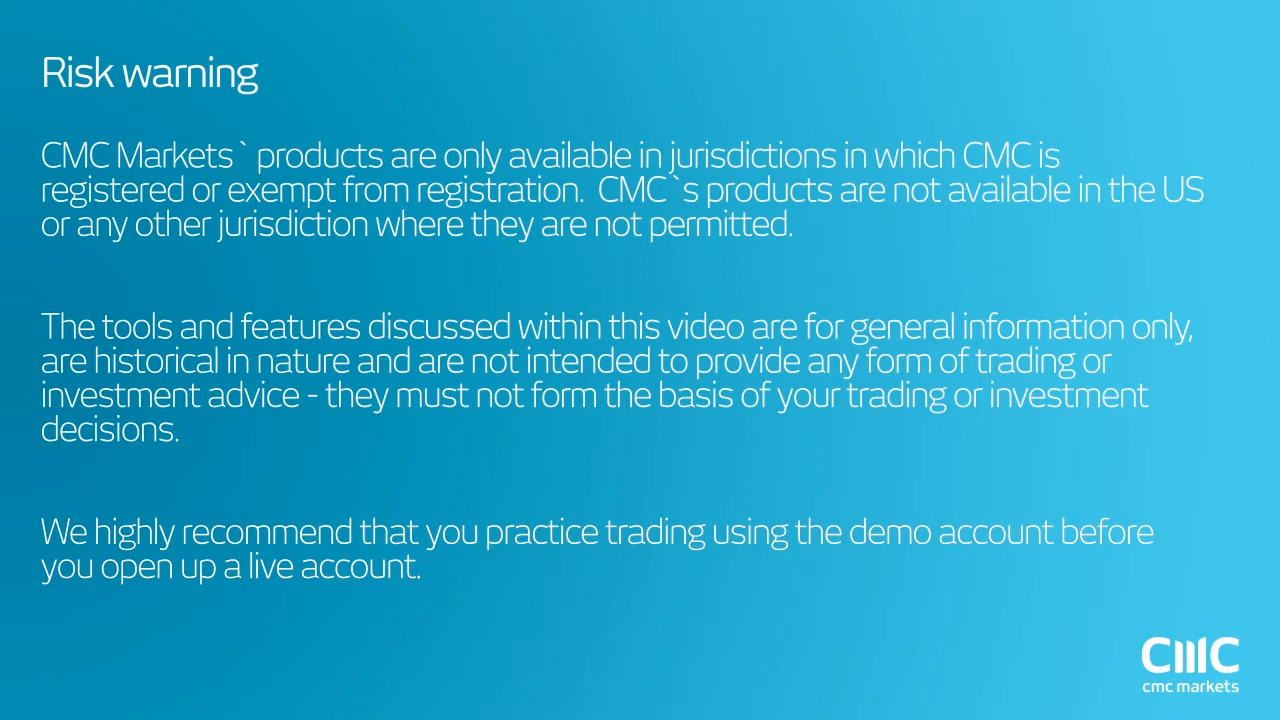 Risk warning
CMC Markets` products are only available in jurisdictions in which CMC is
registered or exempt from registration.  CMC`s products are not available in the US
or any other jurisdiction where they are not permitted.
The tools and features discussed within this video are for general information only,
are historical in nature and are not intended to provide any form of trading or
investment advice - they must not form the basis of your trading or investment
decisions.
We highly recommend that you practice trading using the demo account before
you open up a live account.
CMC
cmc markets